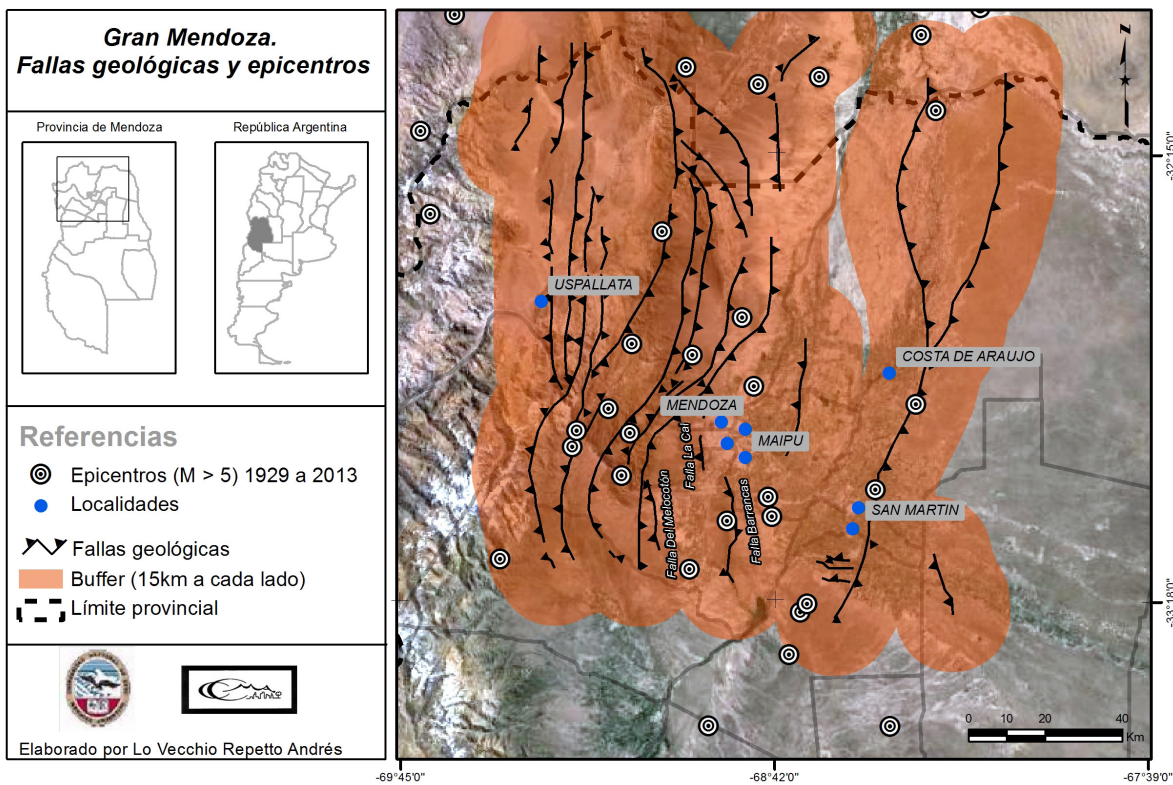 Gran Mendoza.
Fallas geológicas y epicentros
Provincia de Mendoza
República Argentina
Referencias
Epicentros (M > 5) 1929 a 2013
Localidades
Fallas geológicas
Buffer (15km a cada lado)
Límite provincial
Elaborado por Lo Vecchio Repetto Andrés
N
USPALLATA
COSTA DE ARAUJO
MENDOZA
MAIPU
SAN MARTIN
Falla La Cal
Falla Del Melocotón
Falla Barrancas
0 10 20 40
Km
-32°15'0"
-33°18'0"
-69°45'0"
-68°42'0"
-67°39'0"